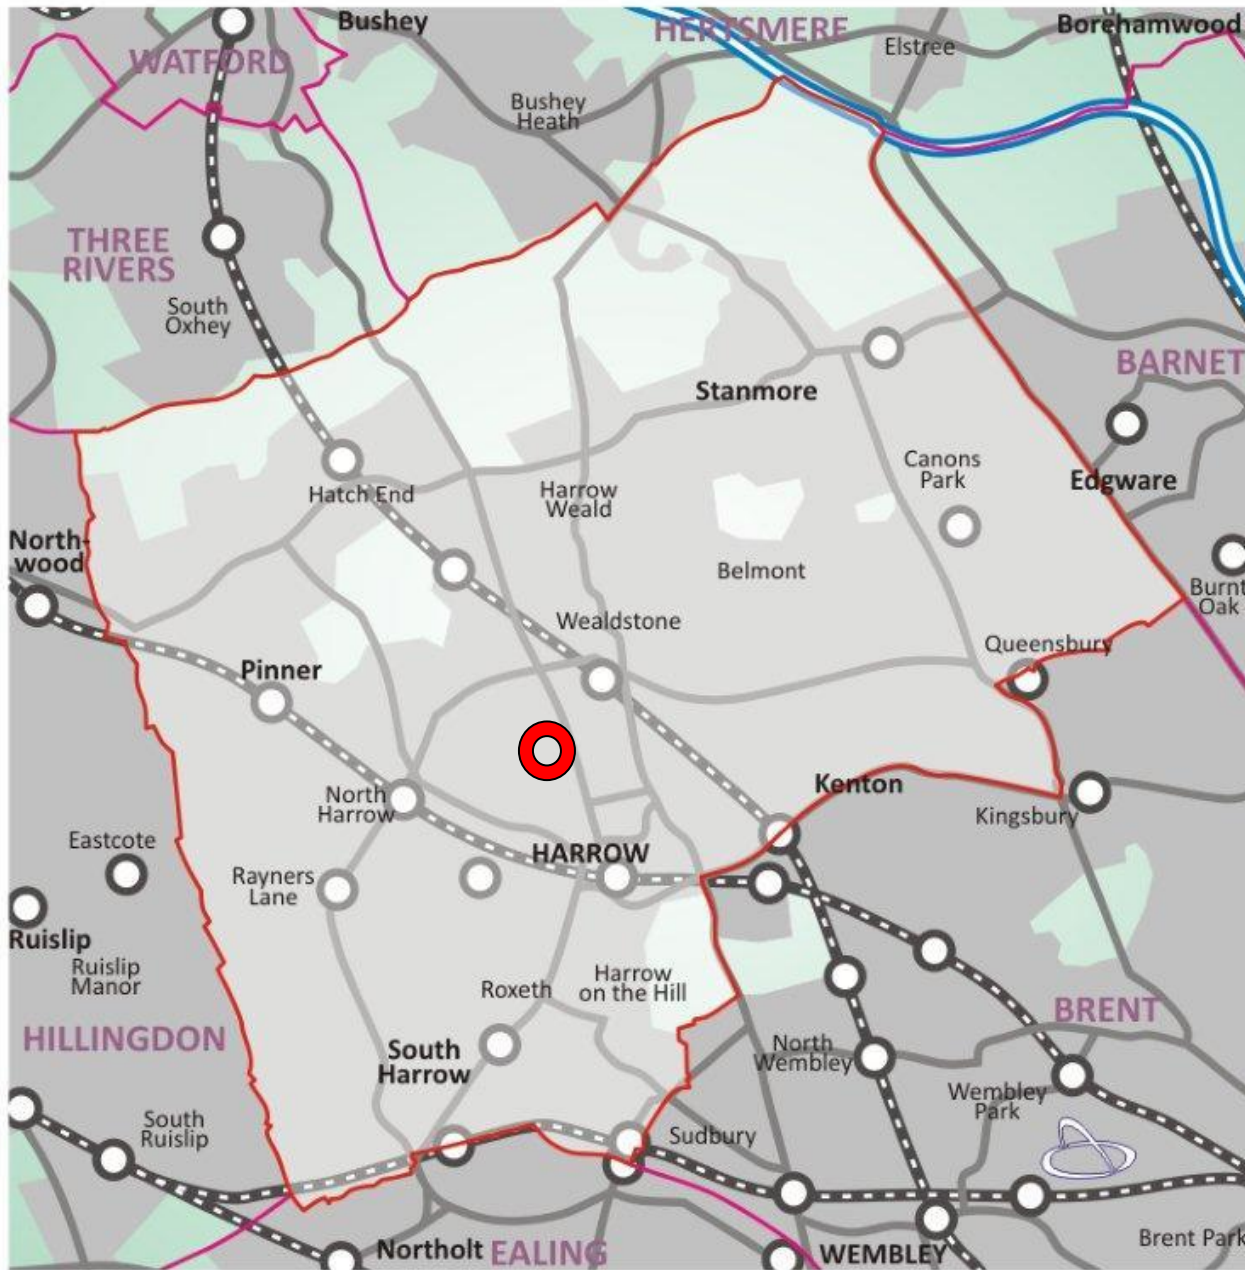 Bushey
HERTSMERE
Borehamwood
WATFORD
Elstree
Bushey
Heath
THREE
RIVERS
South
Oxhey
BARNET
Stanmore
Canons
Park
Edgware
Hatch End
Harrow
Weald
North-
wood
Belmont
Burnt
Oak
Wealdstone
Queensbury
Pinner
Kenton
North
Harrow
Kingsbury
Eastcote
HARROW
Rayners
Lane
Ruislip
Ruislip
Manor
Roxeth
Harrow
on the Hill
HILLINGDON
BRENT
South
Harrow
North
Wembley
Wembley
Park
South
Ruislip
Sudbury
Northolt
EALING
WEMBLEY
Brent Park